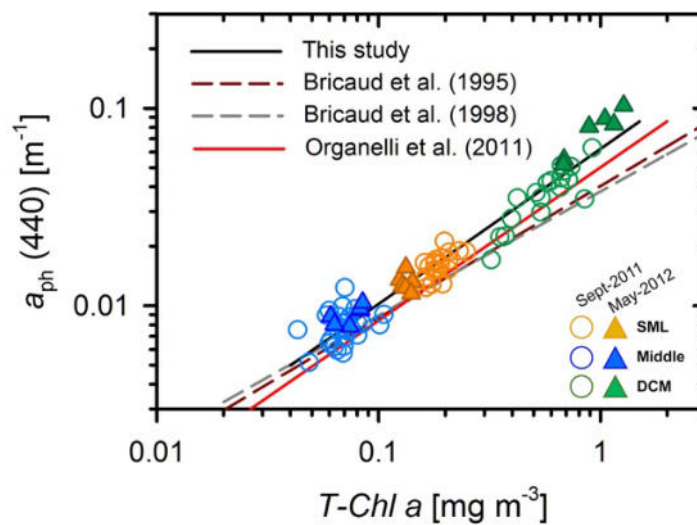 This study
Bricaud et al. (1995)
Bricaud et al. (1998)
Organelli et al. (2011)
0.1
0.01
aph (440) [m-1]
Sept-2011
May-2012
SML
Middle
DCM
0.01 0.1 1
T-Chl a [mg m-3]